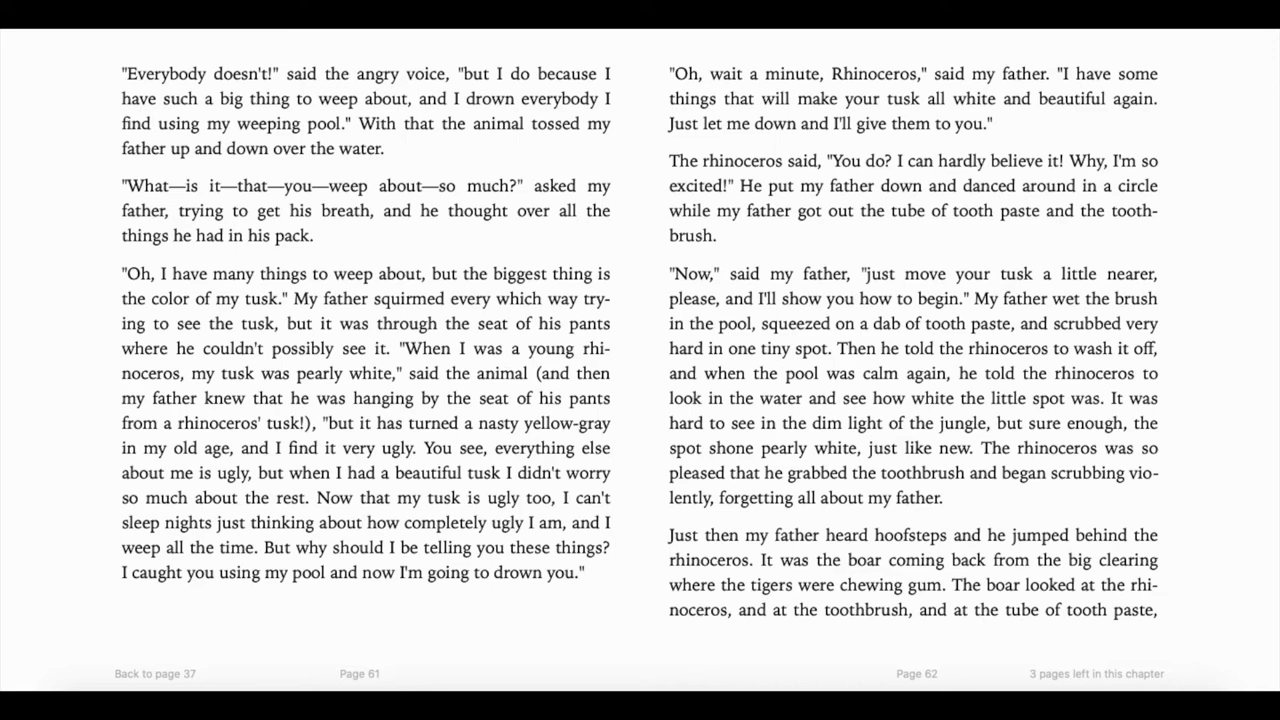 "Everybody doesn't!" said the angry voice, "but I do because I
have such a big thing to weep about, and I drown everybody I
find using my weeping pool." With that the animal tossed my
father up and down over the water.
"What—is it—that—you—weep about—so much?" asked my
father, trying to get his breath, and he thought over all the
things he had in his pack.
"Oh, I have many things to weep about, but the biggest thing is
the color of my tusk." My father squirmed every which way try-
ing to see the tusk, but it was through the seat of his pants
where he couldn't possibly see it. "When I was a young rhi-
noceros, my tusk was pearly white," said the animal (and then
my father knew that he was hanging by the seat of his pants
from a rhinoceros' tusk!), "but it has turned a nasty yellow-gray
in my old age, and I find it very ugly. You see, everything else
about me is ugly, but when I had a beautiful tusk I didn't worry
so much about the rest. Now that my tusk is ugly too, I can't
sleep nights just thinking about how completely ugly I am, and I
weep all the time. But why should I be telling you these things?
I caught you using my pool and now I'm going to drown you."
Back to page 37
Page 61
"Oh, wait a minute, Rhinoceros," said my father. "I have some
things that will make your tusk all white and beautiful again.
Just let me down and I'll give them to you."
The rhinoceros said, "You do? I can hardly believe it! Why, I'm so
excited!" He put my father down and danced around in a circle
while my father got out the tube of tooth paste and the tooth-
brush.
"Now," said my father, "just move your tusk a little nearer,
please, and I'll show you how to begin." My father wet the brush
in the pool, squeezed on a dab of tooth paste, and scrubbed very
hard in one tiny spot. Then he told the rhinoceros to wash it off,
and when the pool was calm again, he told the rhinoceros to
look in the water and see how white the little spot was. It was
hard to see in the dim light of the jungle, but sure enough, the
spot shone pearly white, just like new. The rhinoceros was so
pleased that he grabbed the toothbrush and began scrubbing vio-
lently, forgetting all about my father.
Just then my father heard hoofsteps and he jumped behind the
rhinoceros. It was the boar coming back from the big clearing
where the tigers were chewing gum. The boar looked at the rhi-
noceros, and at the toothbrush, and at the tube of tooth paste,
Page 62
3 pages left in this chapter